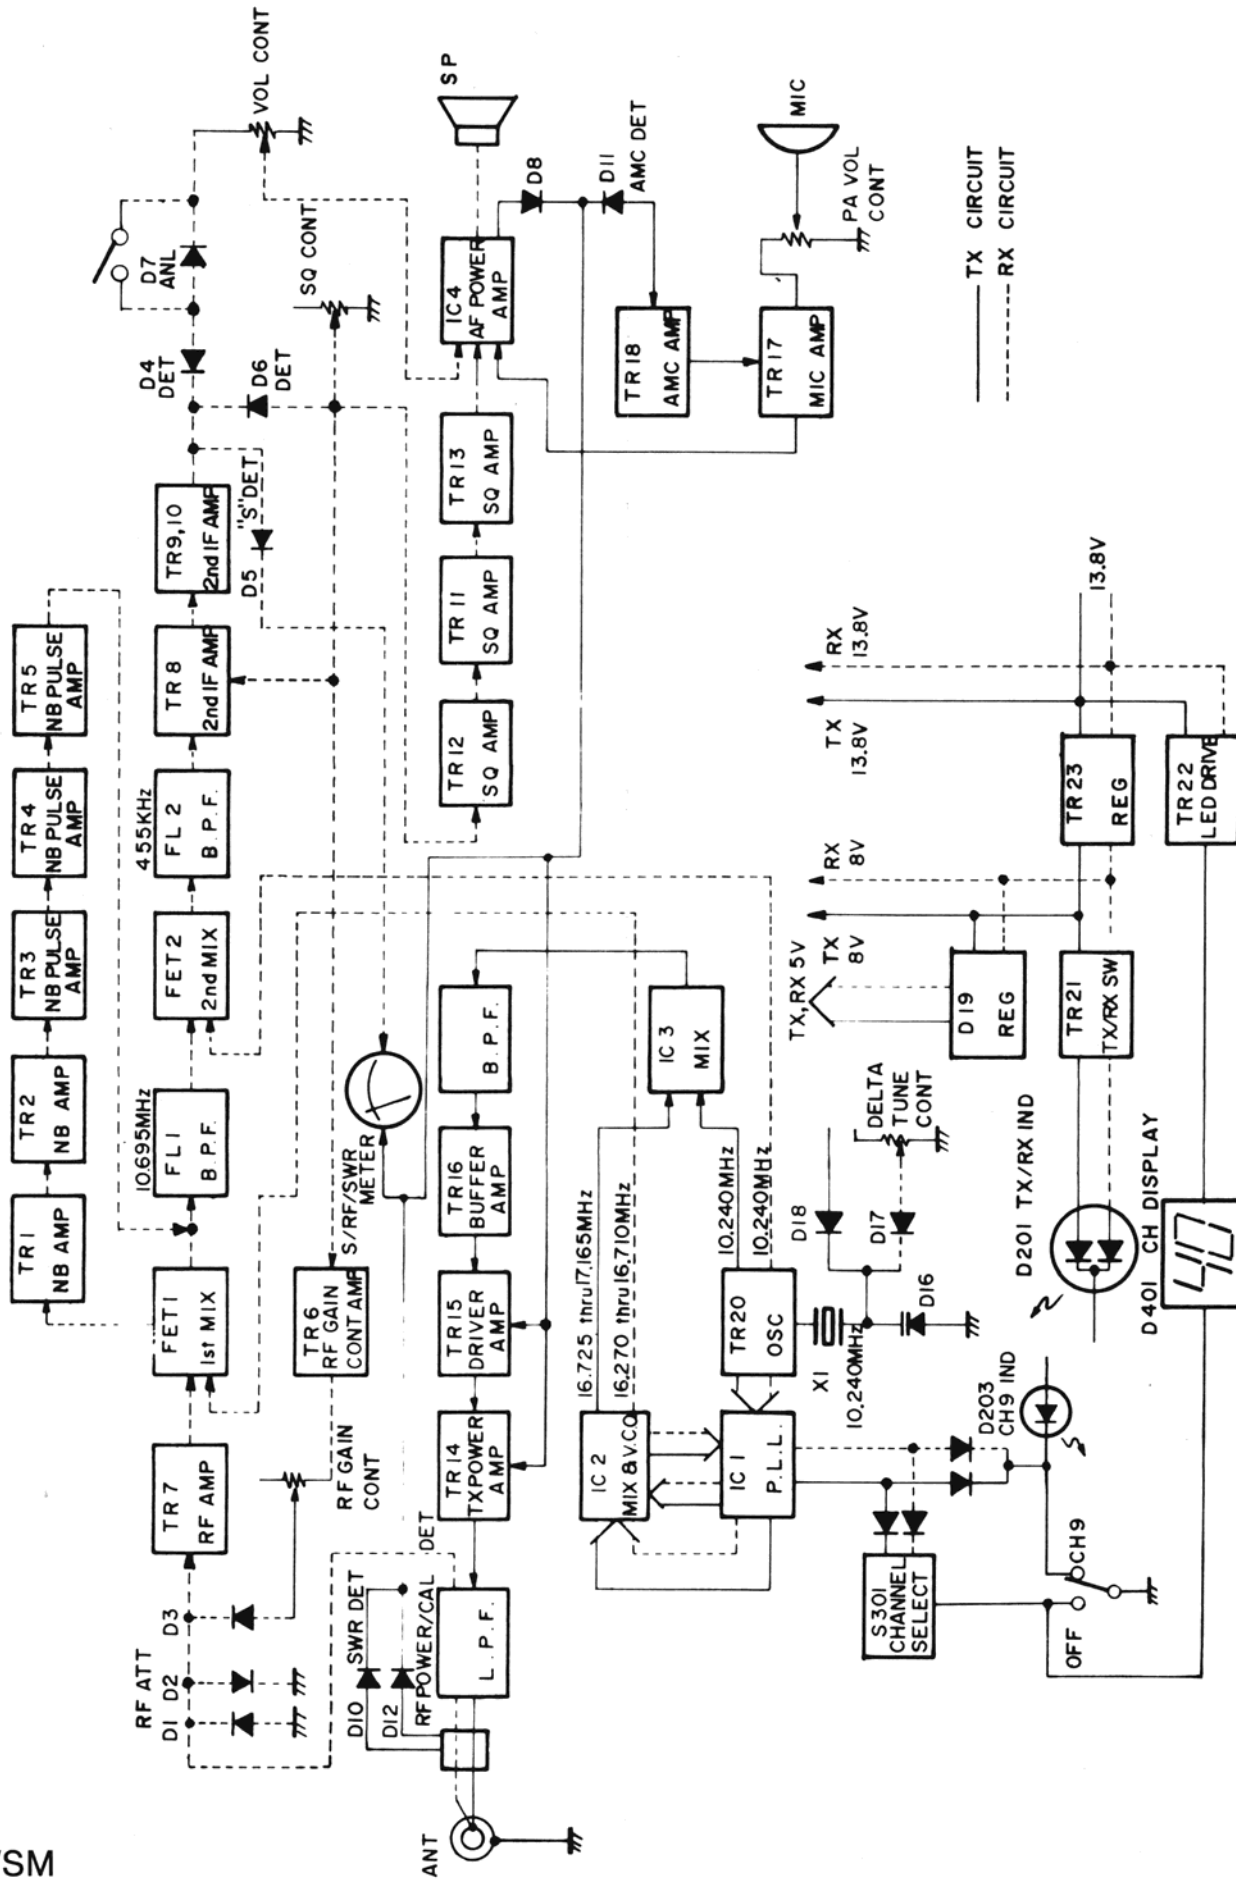 TR1
NB AMP
TR2
NB AMP
TR3
NB PULSE
AMP
TR4
NB PULSE
AMP
TR5
NB PULSE
AMP
RF ATT
D1
D2
D3
TR7
RF AMP
FET1
1st MIX
10.695MHz
FL1
B.P.F.
FET2
2nd MIX
455KHz
FL2
B.P.F.
TR8
2nd IF AMP
TR9,10
2nd IF AMP
D4
DET
D7
ANL
VOL CONT
D5
"S" DET
D6
DET
SQ CONT
RF GAIN
CONT
TR6
RF GAIN
CONT AMP
S/RF/SWR
METER
ANT
D10
SWR DET
D12
RF POWER/CAL DET
L.P.F.
TR14
TX POWER
AMP
TR15
DRIVER
AMP
TR16
BUFFER
AMP
B.P.F.
TR12
SQ AMP
TR11
SQ AMP
TR13
SQ AMP
IC4
AF POWER
AMP
SP
D8
D11
AMC DET
TR18
AMC AMP
TR17
MIC AMP
MIC
PA VOL
CONT
IC2
MIX & V.CO
16.725 thru 17.165MHz
16.270 thru 16.710MHz
IC3
MIX
IC1
P.L.L.
TR20
OSC
10.240MHz
10.240MHz
X1
10.240MHz
D18
D17
D16
DELTA
TUNE
CONT
S301
CHANNEL
SELECT
D203
CH9 IND
OFF
CH9
D201 TX/RX IND
D401 CH DISPLAY
40
TX, RX 5V
TX
8V
RX
8V
TX
13.8V
RX
13.8V
D19
REG
TR21
TX/RX SW
TR23
REG
TR22
LED DRIVE
13.8V
TX CIRCUIT
RX CIRCUIT